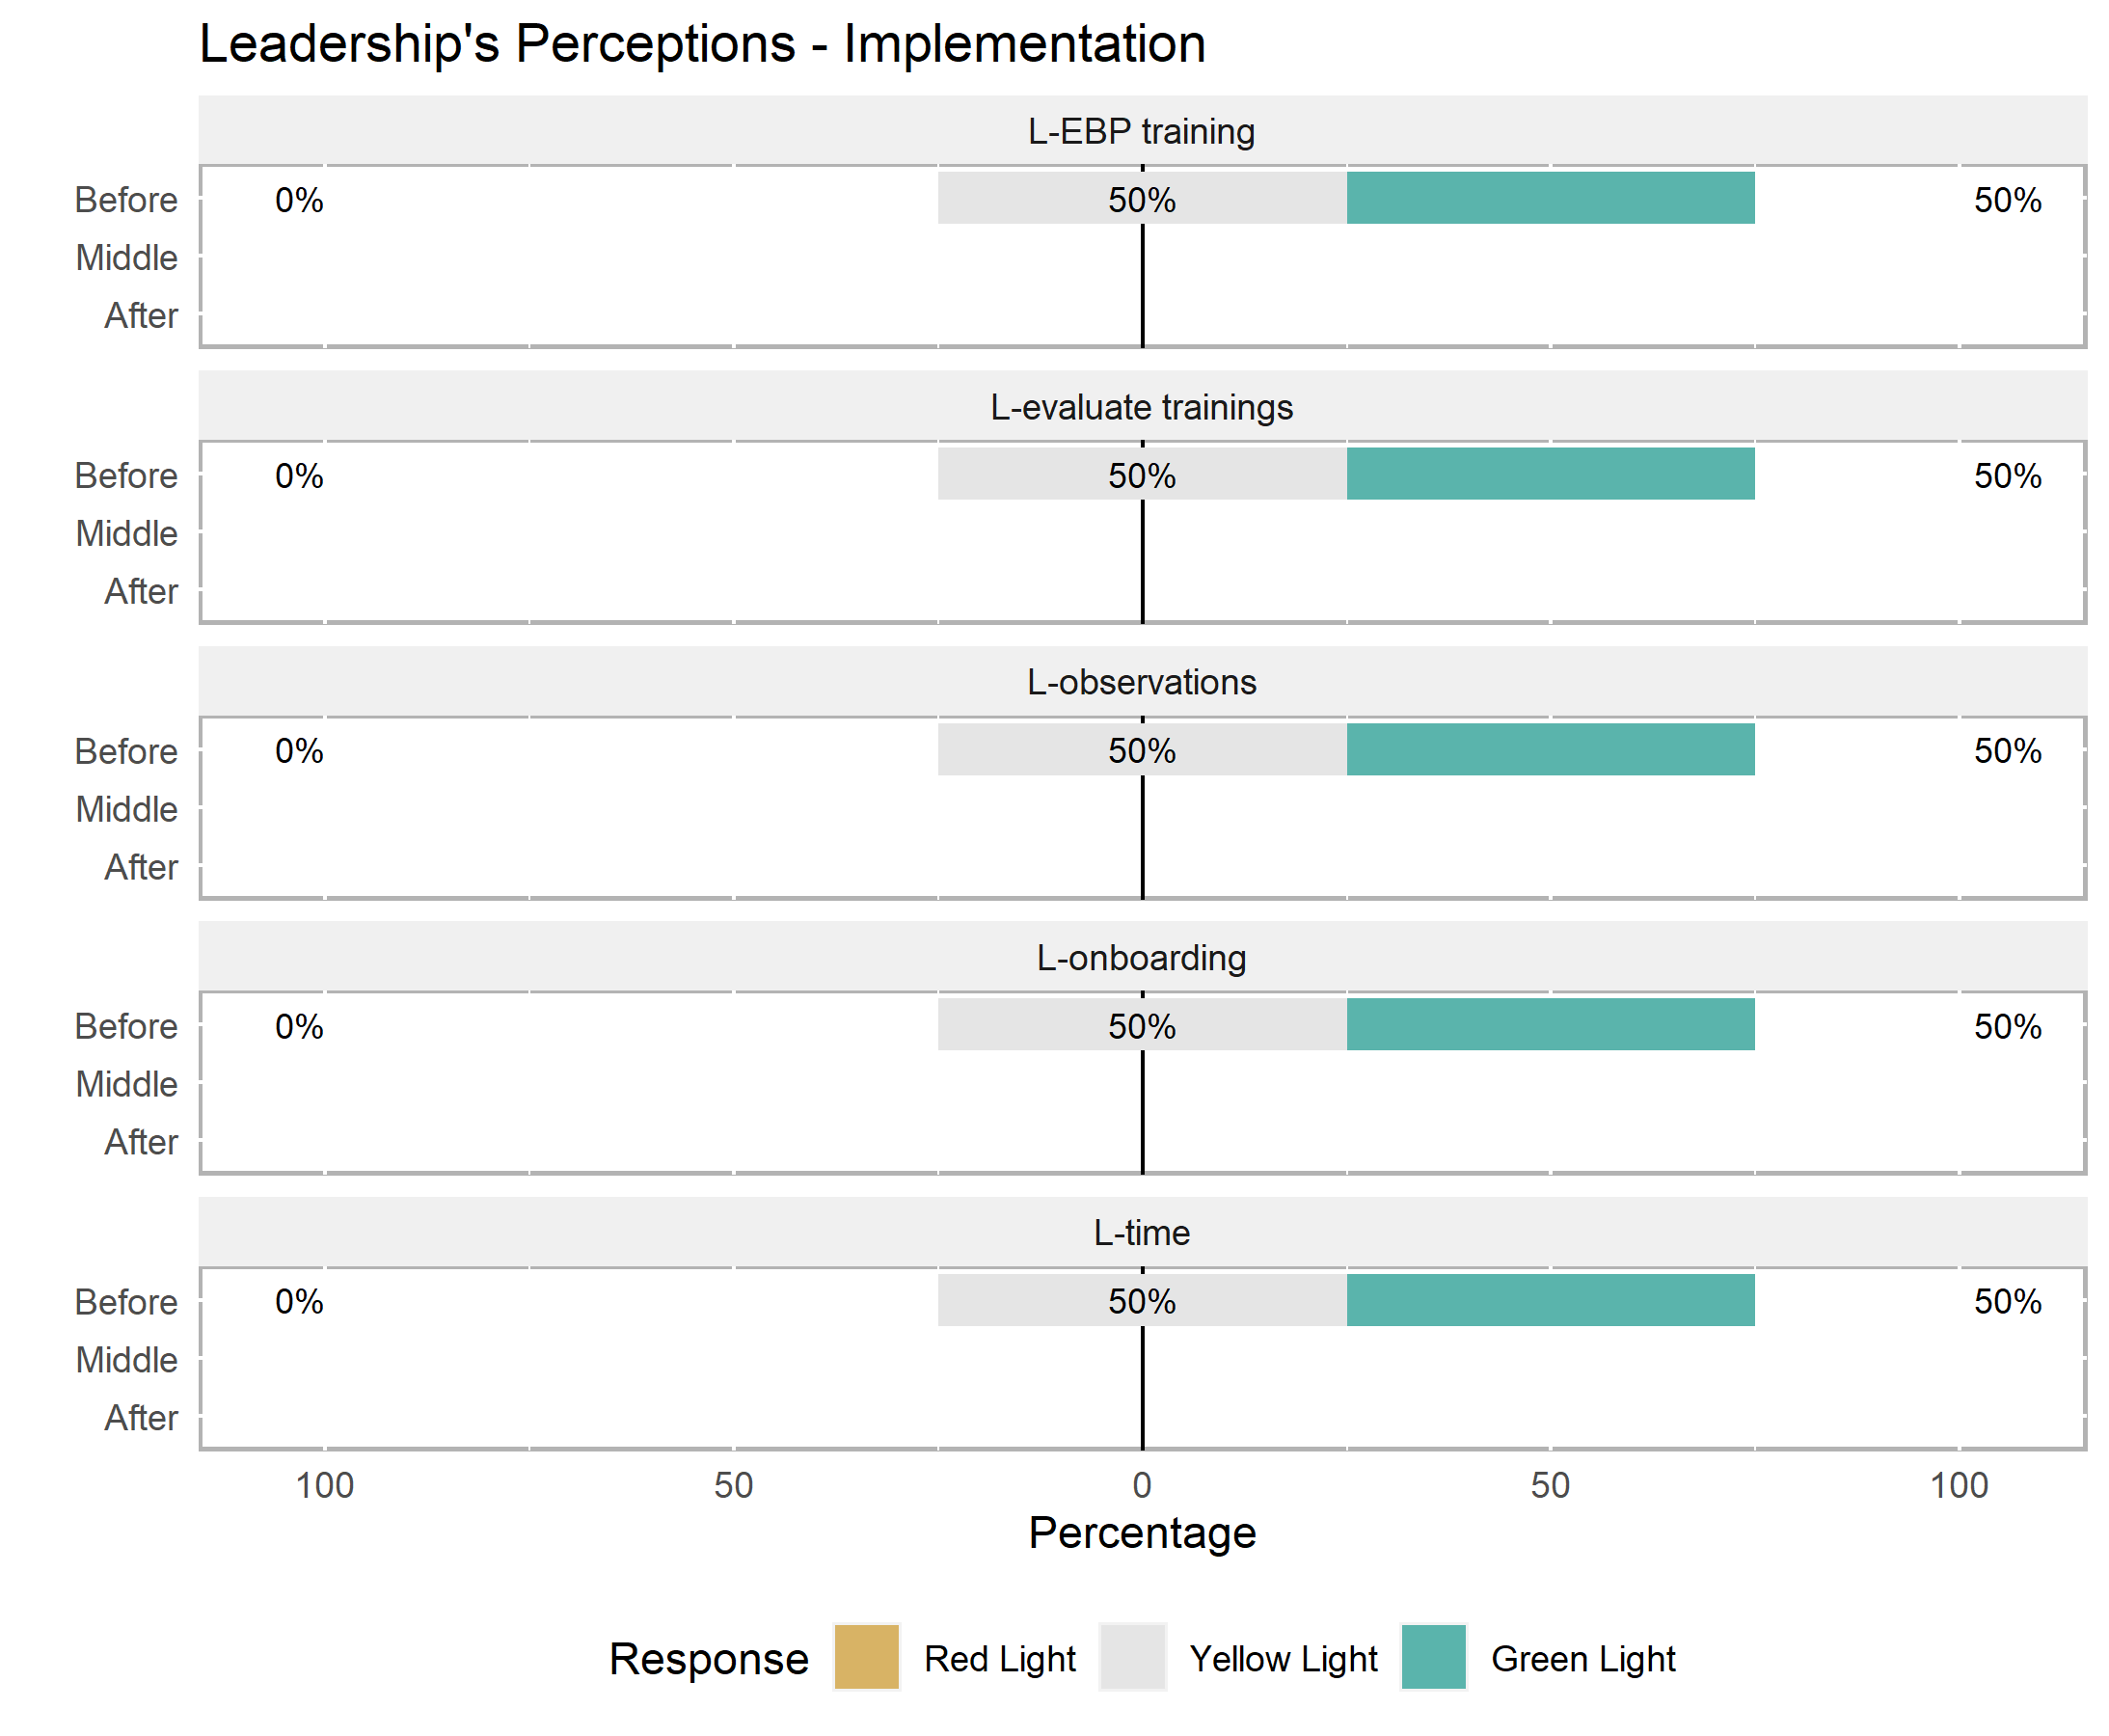 Leadership's Perceptions - Implementation
L-EBP training
Before 0% 50% 50%
Middle
After
L-evaluate trainings
Before 0% 50% 50%
Middle
After
L-observations
Before 0% 50% 50%
Middle
After
L-onboarding
Before 0% 50% 50%
Middle
After
L-time
Before 0% 50% 50%
Middle
After
100 50 0 50 100
Percentage
Response Red Light Yellow Light Green Light